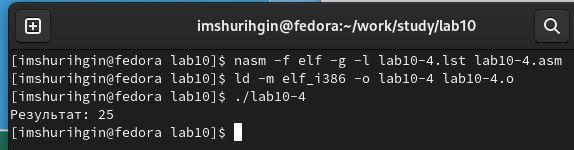 imshurihgin@fedora:~/work/study/lab10
[imshurihgin@fedora lab10]$ nasm -f elf -g -l lab10-4.lst lab10-4.asm
[imshurihgin@fedora lab10]$ ld -m elf_i386 -o lab10-4 lab10-4.o
[imshurihgin@fedora lab10]$ ./lab10-4
Результат: 25
[imshurihgin@fedora lab10]$